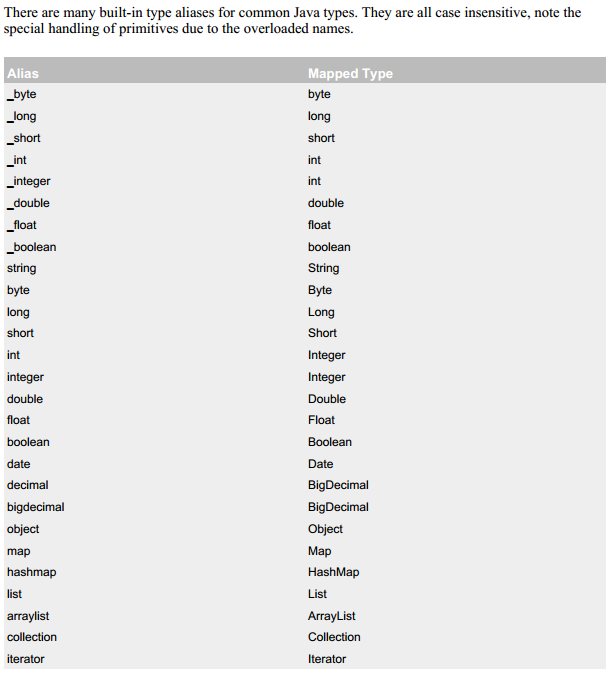 There are many built-in type aliases for common Java types. They are all case insensitive, note the
special handling of primitives due to the overloaded names.
Alias Mapped Type
_byte byte
_long long
_short short
_int int
_integer int
_double double
_float float
_boolean boolean
string String
byte Byte
long Long
short Short
int Integer
integer Integer
double Double
float Float
boolean Boolean
date Date
decimal BigDecimal
bigdecimal BigDecimal
object Object
map Map
hashmap HashMap
list List
arraylist ArrayList
collection Collection
iterator Iterator